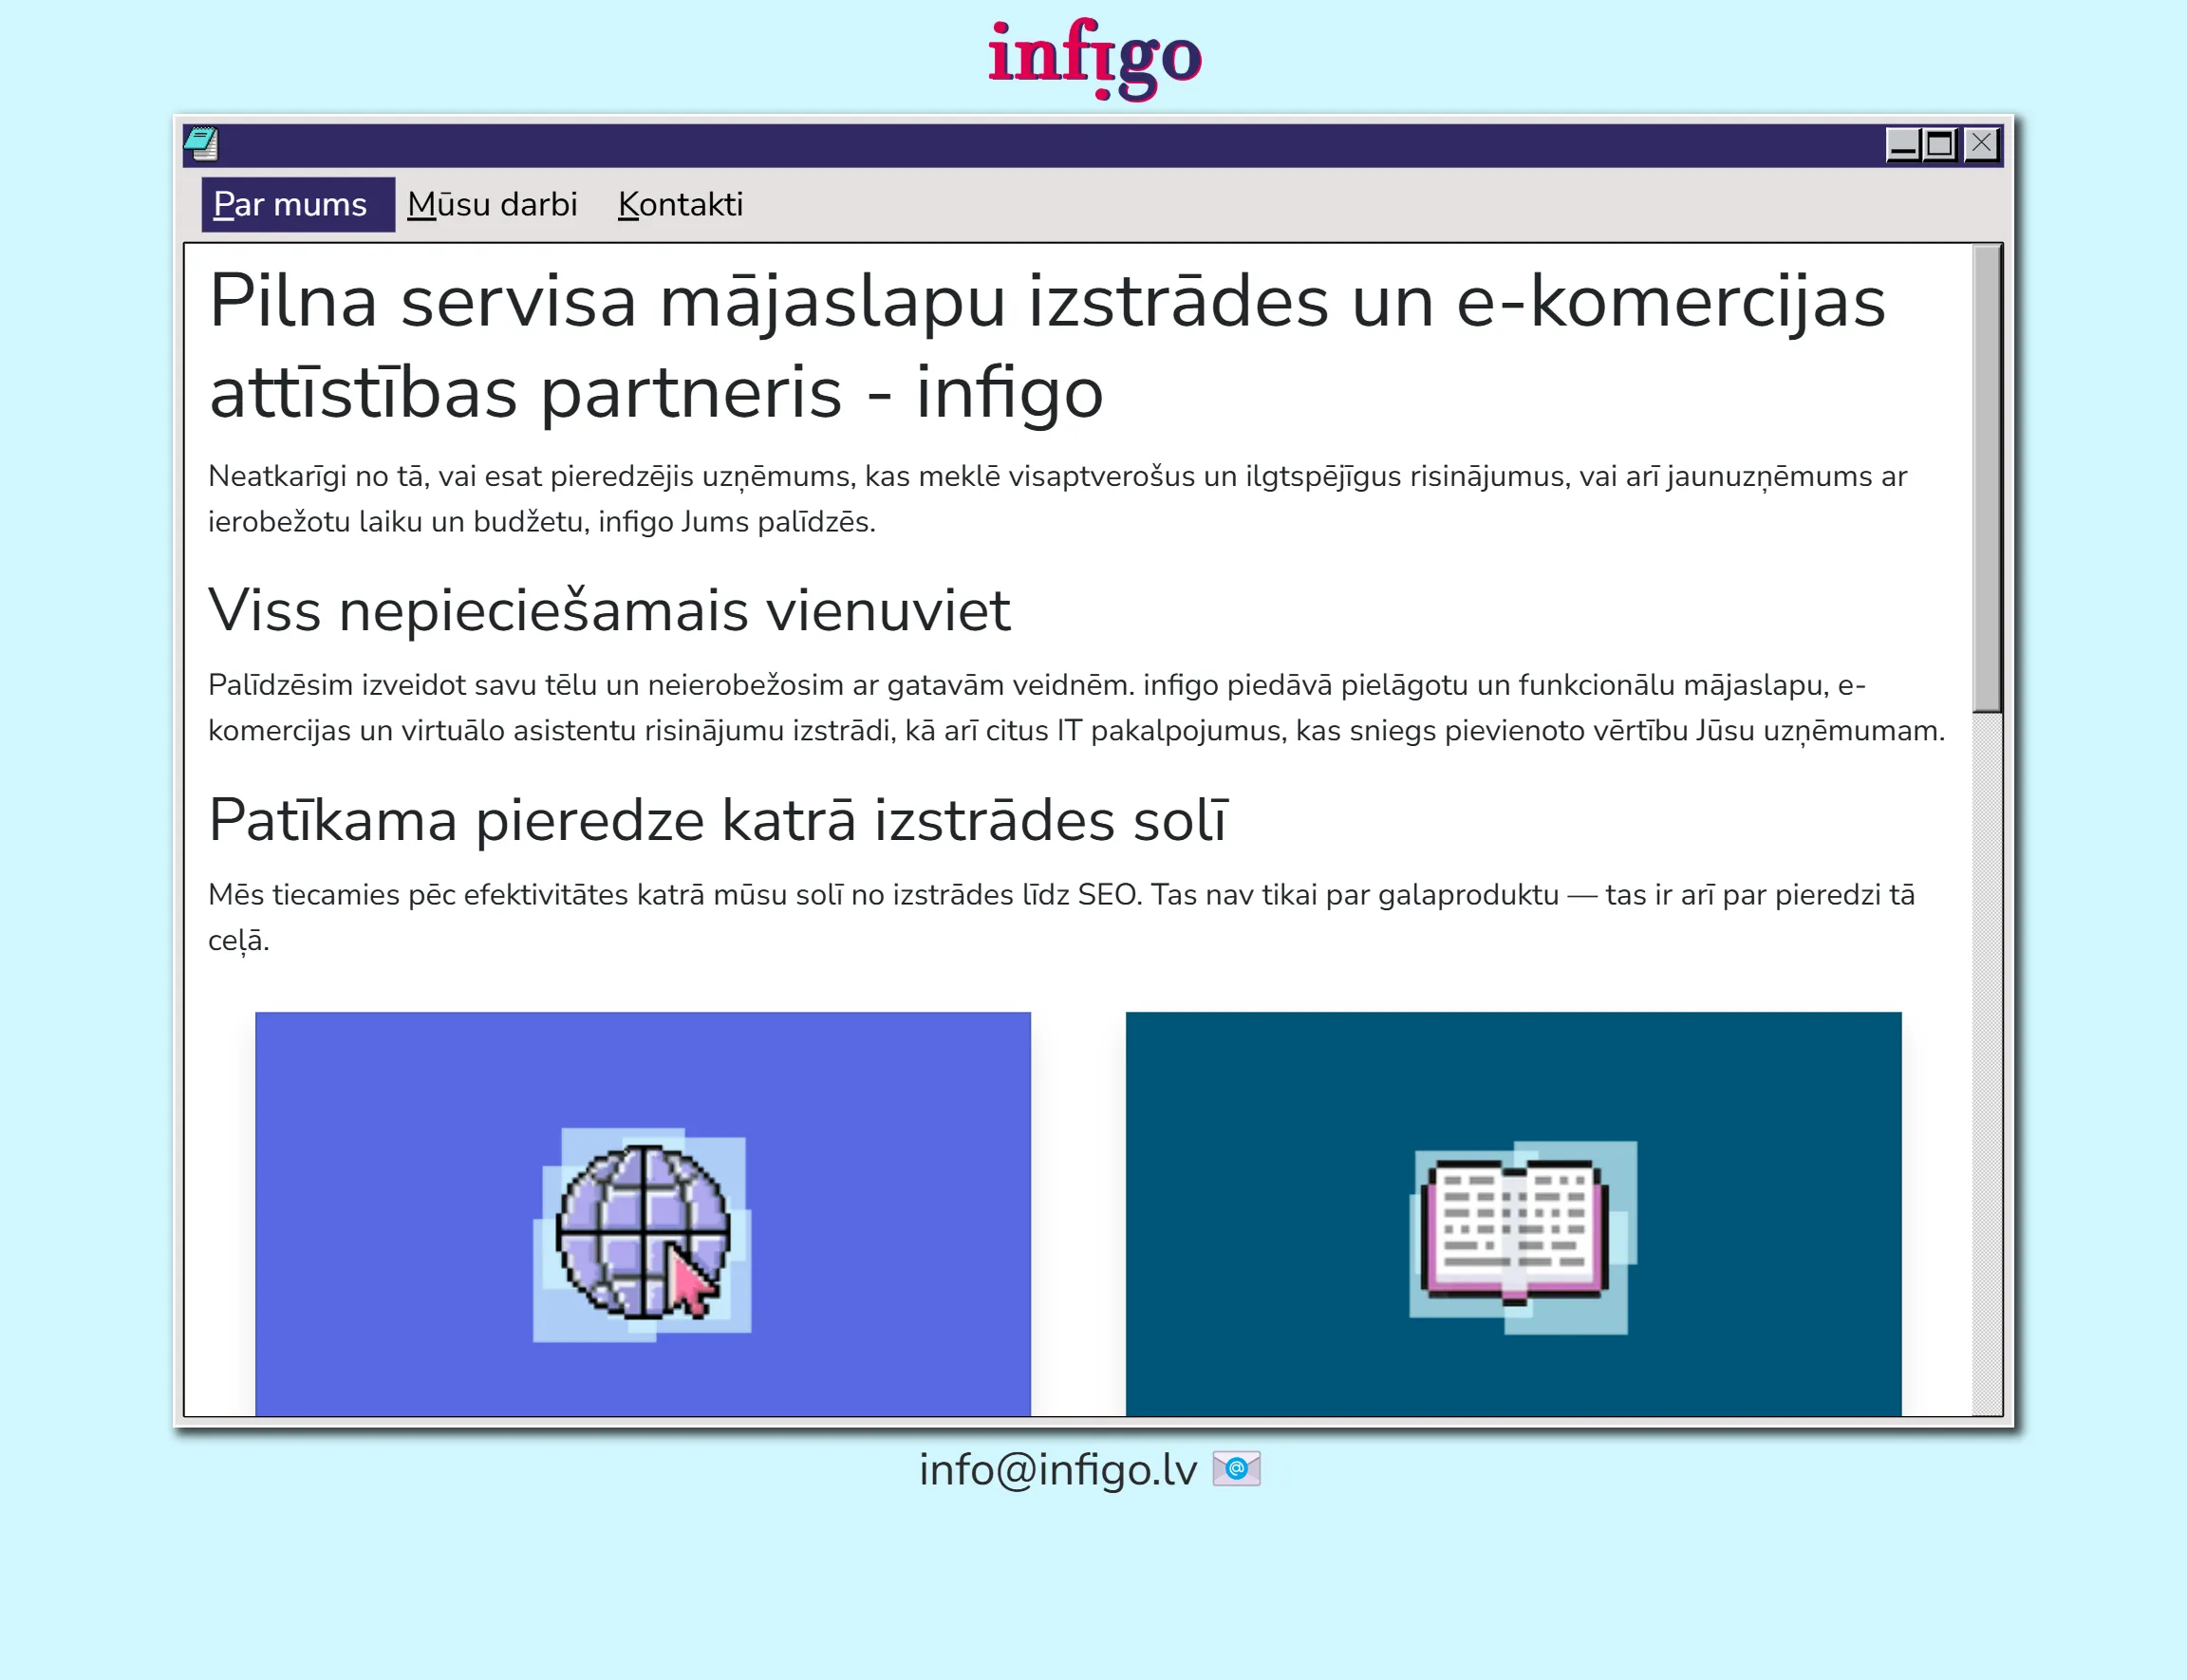 infigo
Par mums Mūsu darbi Kontakti
Pilna servisa mājaslapu izstrādes un e-komercijas
attīstības partneris - infigo
Neatkarīgi no tā, vai esat pieredzējis uzņēmums, kas meklē visaptverošus un ilgtspējīgus risinājumus, vai arī jaunuzņēmums ar
ierobežotu laiku un budžetu, infigo Jums palīdzēs.
Viss nepieciešamais vienuviet
Palīdzēsim izveidot savu tēlu un neierobežosim ar gatavām veidnēm. infigo piedāvā pielāgotu un funkcionālu mājaslapu, e-
komercijas un virtuālo asistentu risinājumu izstrādi, kā arī citus IT pakalpojumus, kas sniegs pievienoto vērtību Jūsu uzņēmumam.
Patīkama pieredze katrā izstrādes solī
Mēs tiecamies pēc efektivitātes katrā mūsu solī no izstrādes līdz SEO. Tas nav tikai par galaproduktu — tas ir arī par pieredzi tā
ceļā.
info@infigo.lv